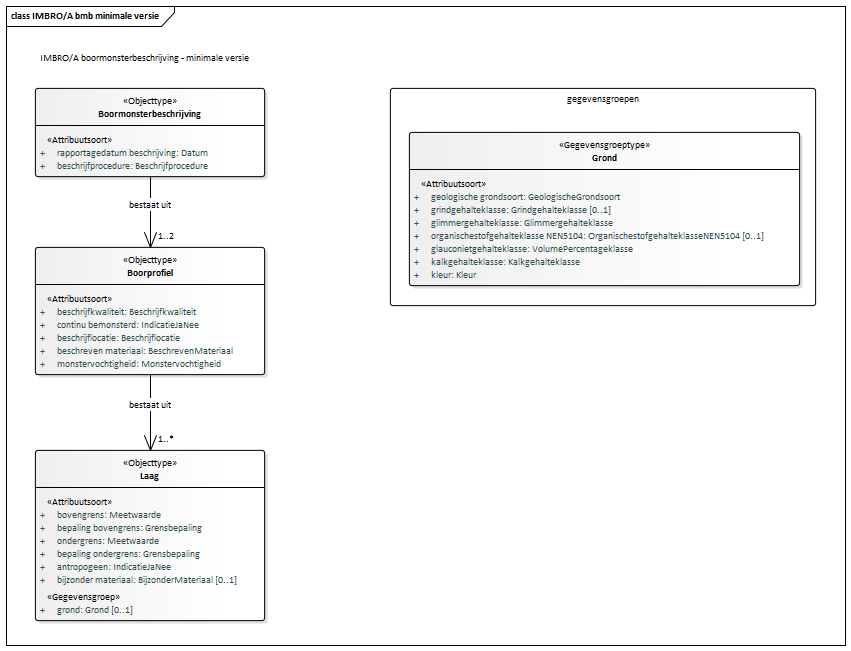 class IMBRO/A bmb minimale versie
IMBRO/A boormonsterbeschrijving - minimale versie
«Objecttype»
Boormonsterbeschrijving
«Attribuutsoort»
+ rapportagedatum beschrijving: Datum
+ beschrijfprocedure: Beschrijfprocedure
bestaat uit
1..2
«Objecttype»
Boorprofiel
«Attribuutsoort»
+ beschrijfkwaliteit: Beschrijfkwaliteit
+ continu bemonsterd: IndicatieJaNee
+ beschrijflocatie: Beschrijflocatie
+ beschreven materiaal: BeschrevenMateriaal
+ monstervochtigheid: Monstervochtigheid
bestaat uit
1..*
«Objecttype»
Laag
«Attribuutsoort»
+ bovengrens: Meetwaarde
+ bepaling bovengrens: Grensbepaling
+ ondergrens: Meetwaarde
+ bepaling ondergrens: Grensbepaling
+ antropogeen: IndicatieJaNee
+ bijzonder materiaal: BijzonderMateriaal [0..1]
«Gegevensgroep»
+ grond: Grond [0..1]
gegevensgroepen
«Gegevensgroeptype»
Grond
«Attribuutsoort»
+ geologische grondsoort: GeologischeGrondsoort
+ grindgehalteklasse: Grindgehalteklasse [0..1]
+ glimmergehalteklasse: Glimmergehalteklasse
+ organischestofgehalteklasse NEN5104: OrganischestofgehalteklasseNEN5104 [0..1]
+ glauconietgehalteklasse: VolumePercentageklasse
+ kalkgehalteklasse: Kalkgehalteklasse
+ kleur: Kleur